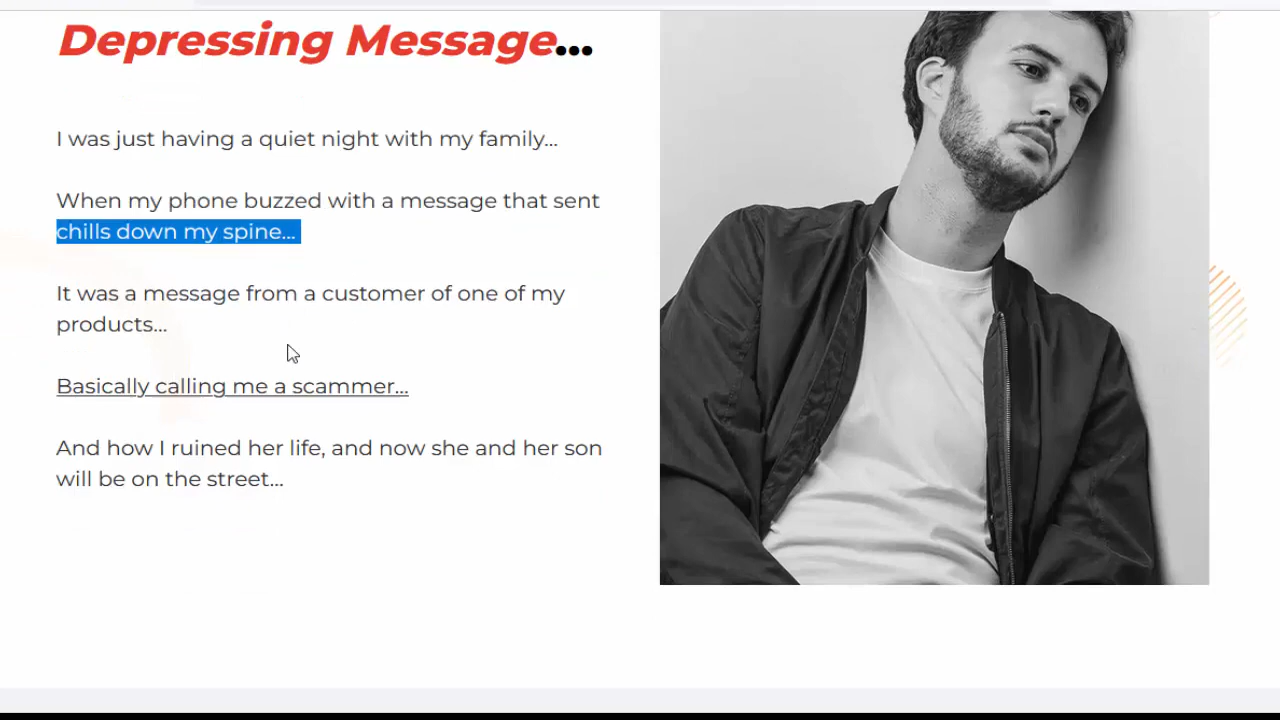 Depressing Message...
I was just having a quiet night with my family...
When my phone buzzed with a message that sent
chills down my spine...
It was a message from a customer of one of my
products...
Basically calling me a scammer...
And how I ruined her life, and now she and her son
will be on the street...